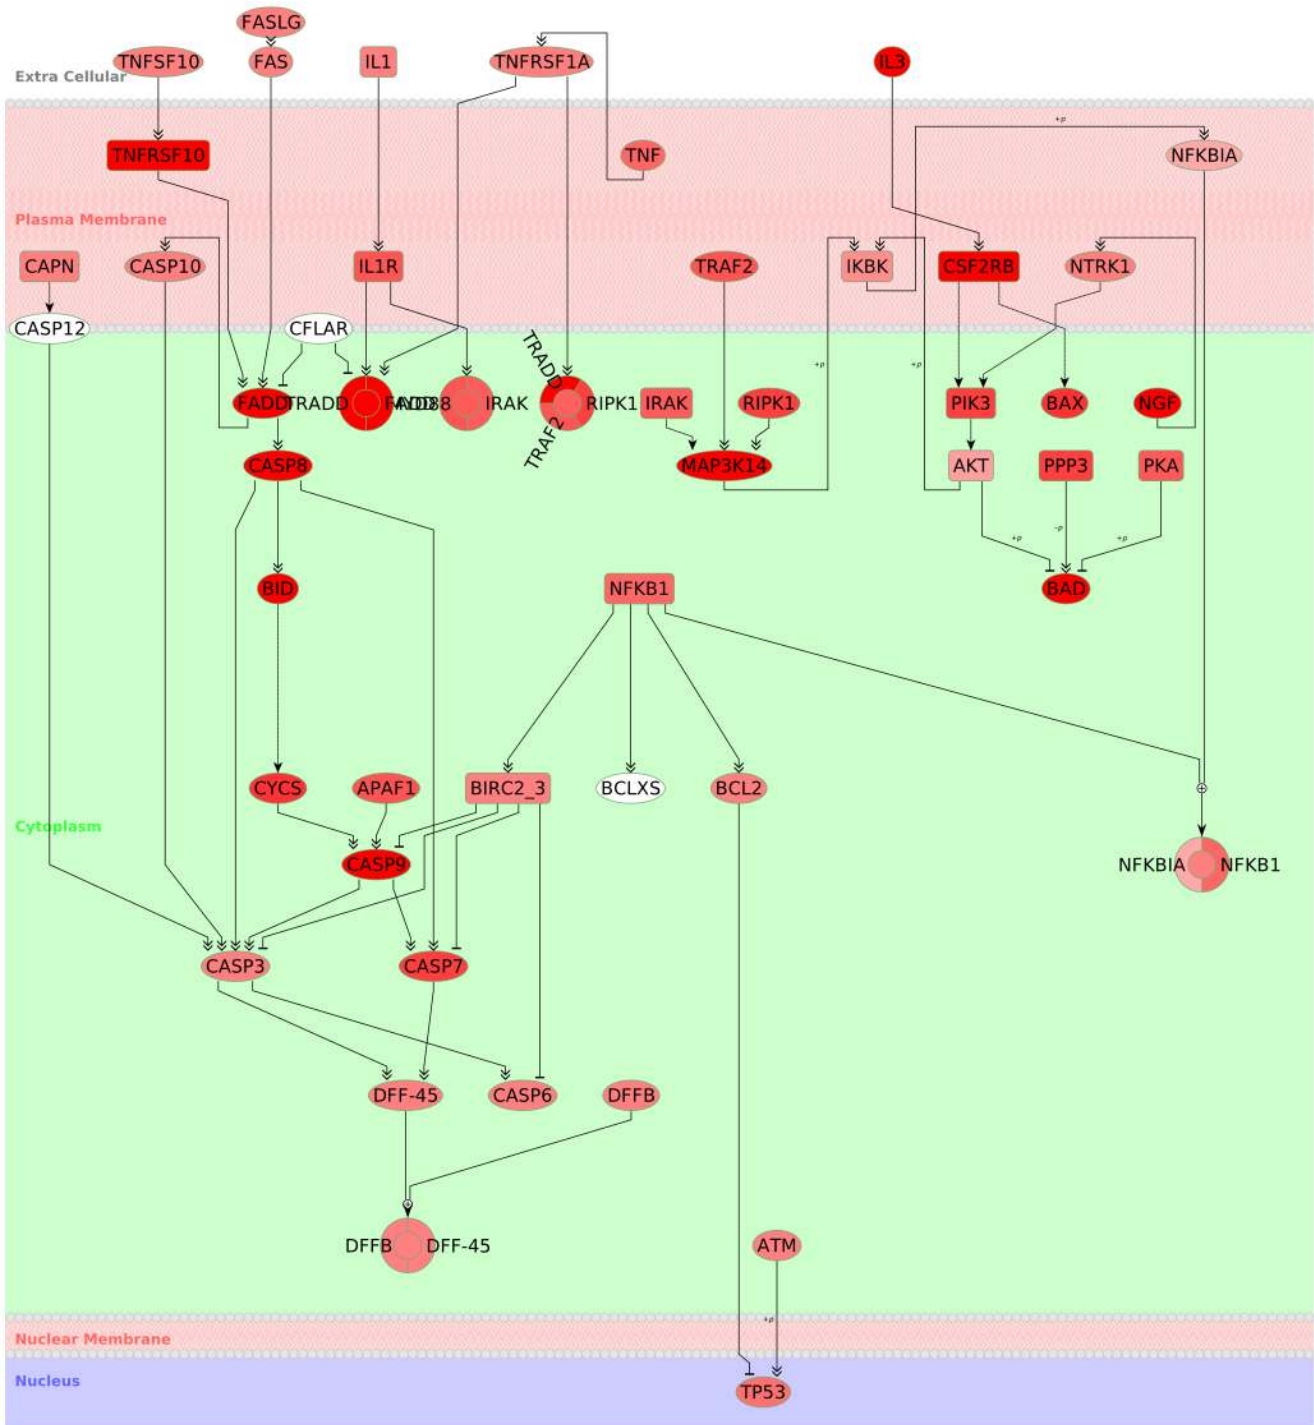 FASLG
TNFSF10
FAS
IL1
TNFRSF1A
IL3
Extra Cellular
+p
TNFRSF10
TNF
NFKBIA
Plasma Membrane
CAPN
CASP10
IL1R
TRAF2
IKBK
CSF2RB
NTRK1
CASP12
CFLAR
TRADD
+p
+p
FADD
TRADD
FADD
MYD88
IRAK
RIPK1
IRAK
RIPK1
PIK3
BAX
NGF
TRAF2
CASP8
MAP3K14
AKT
PPP3
PKA
+p
-p
+p
BID
NFKB1
BAD
CYCS
APAF1
BIRC2_3
BCLXS
BCL2
Cytoplasm
CASP9
NFKBIA
NFKB1
CASP3
CASP7
DFF-45
CASP6
DFFB
DFFB
DFF-45
ATM
+p
Nuclear Membrane
Nucleus
TP53